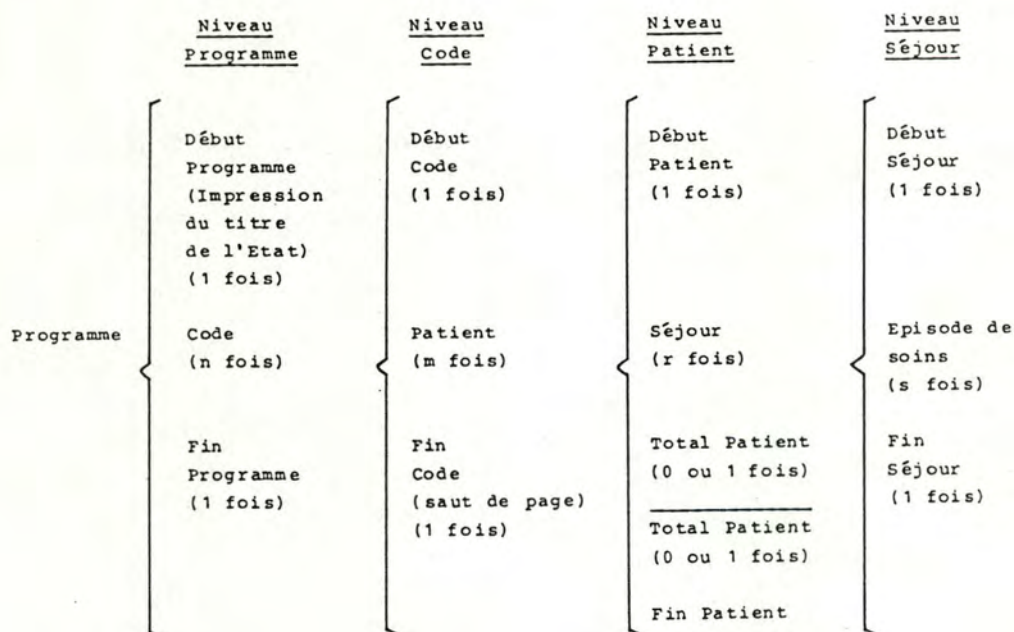 Niveau
Programme
Niveau
Code
Niveau
Patient
Niveau
Séjour
Programme
Début
Programme
(Impression
du titre
de l'Etat)
(1 fois)
Code
(n fois)
Fin
Programme
(1 fois)
Début
Code
(1 fois)
Patient
(m fois)
Fin
Code
(saut de page)
(1 fois)
Début
Patient
(1 fois)
Séjour
(r fois)
Total Patient
(0 ou 1 fois)
Total Patient
(0 ou 1 fois)
Fin Patient
Début
Séjour
(1 fois)
Episode de
soins
(s fois)
Fin
Séjour
(1 fois)